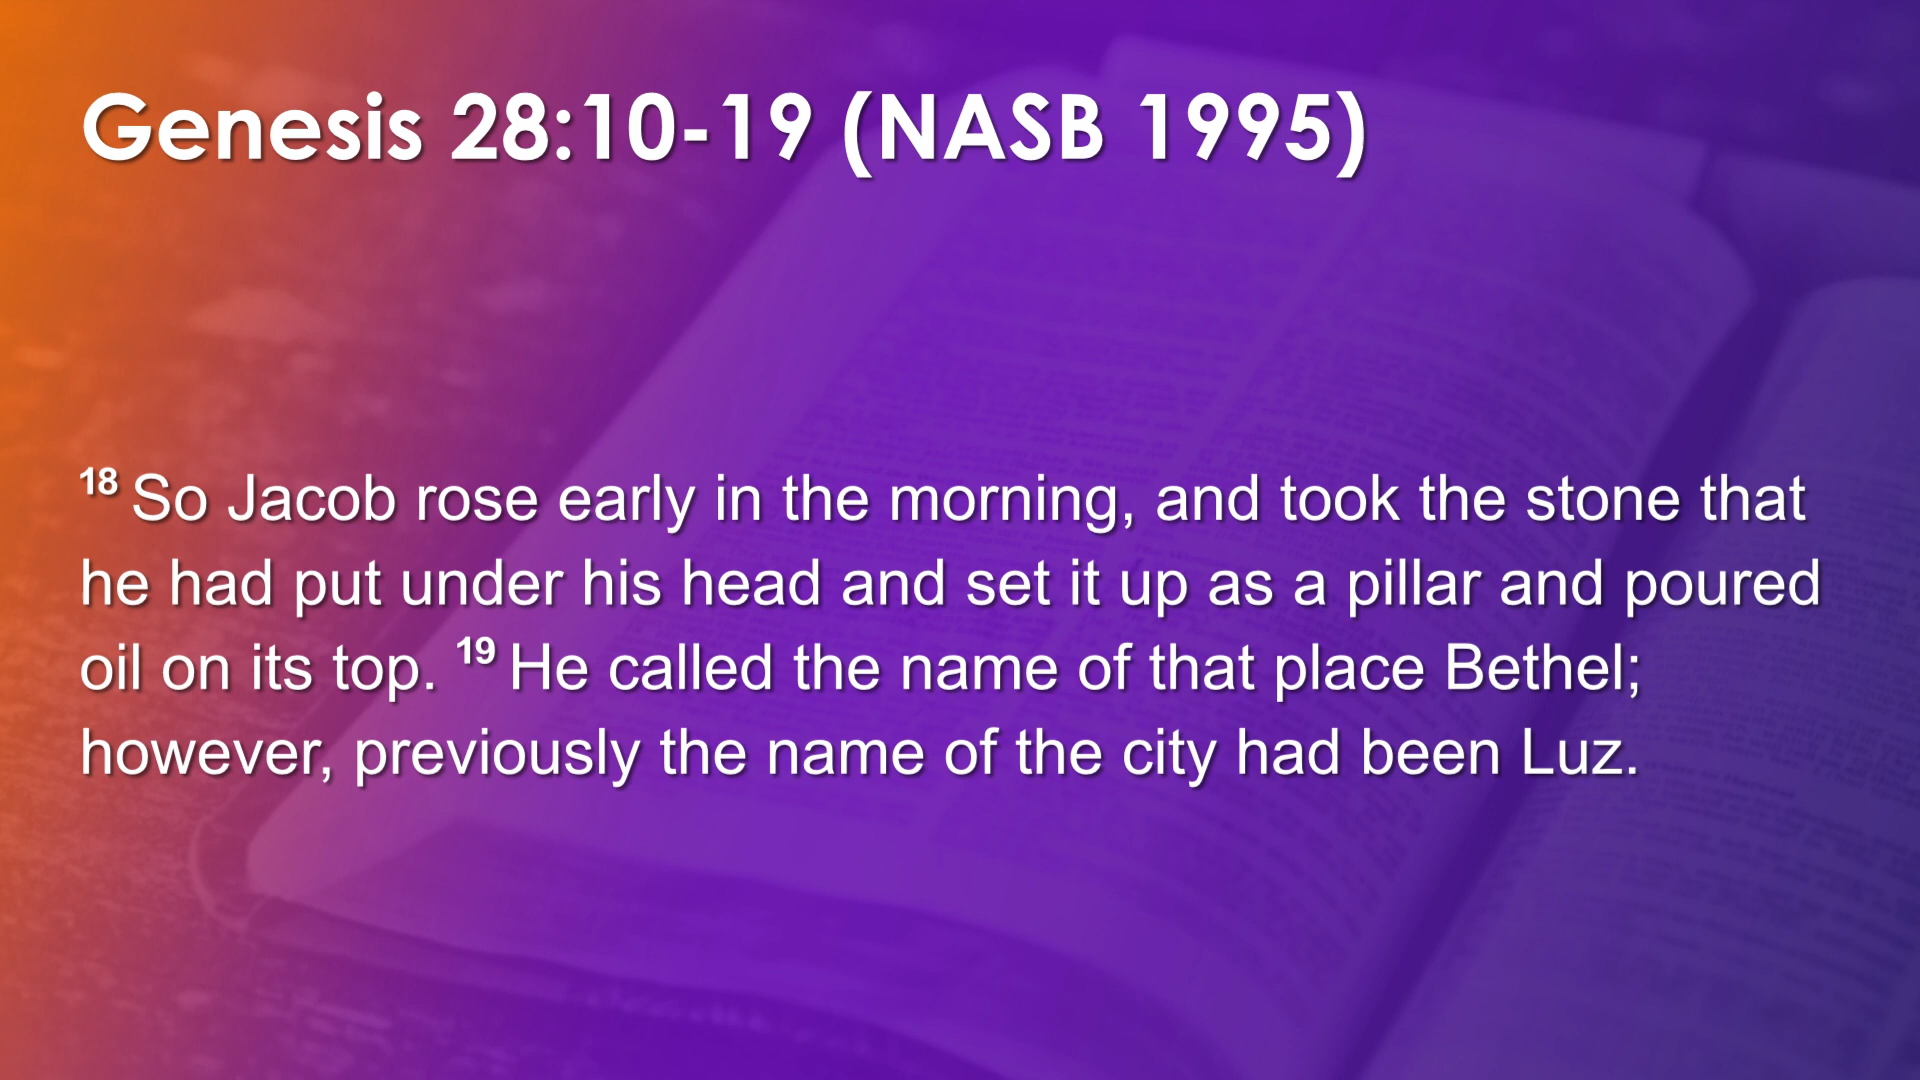 Genesis 28:10-19 (NASB 1995)
18 So Jacob rose early in the morning, and took the stone that
he had put under his head and set it up as a pillar and poured
oil on its top. 19 He called the name of that place Bethel;
however, previously the name of the city had been Luz.